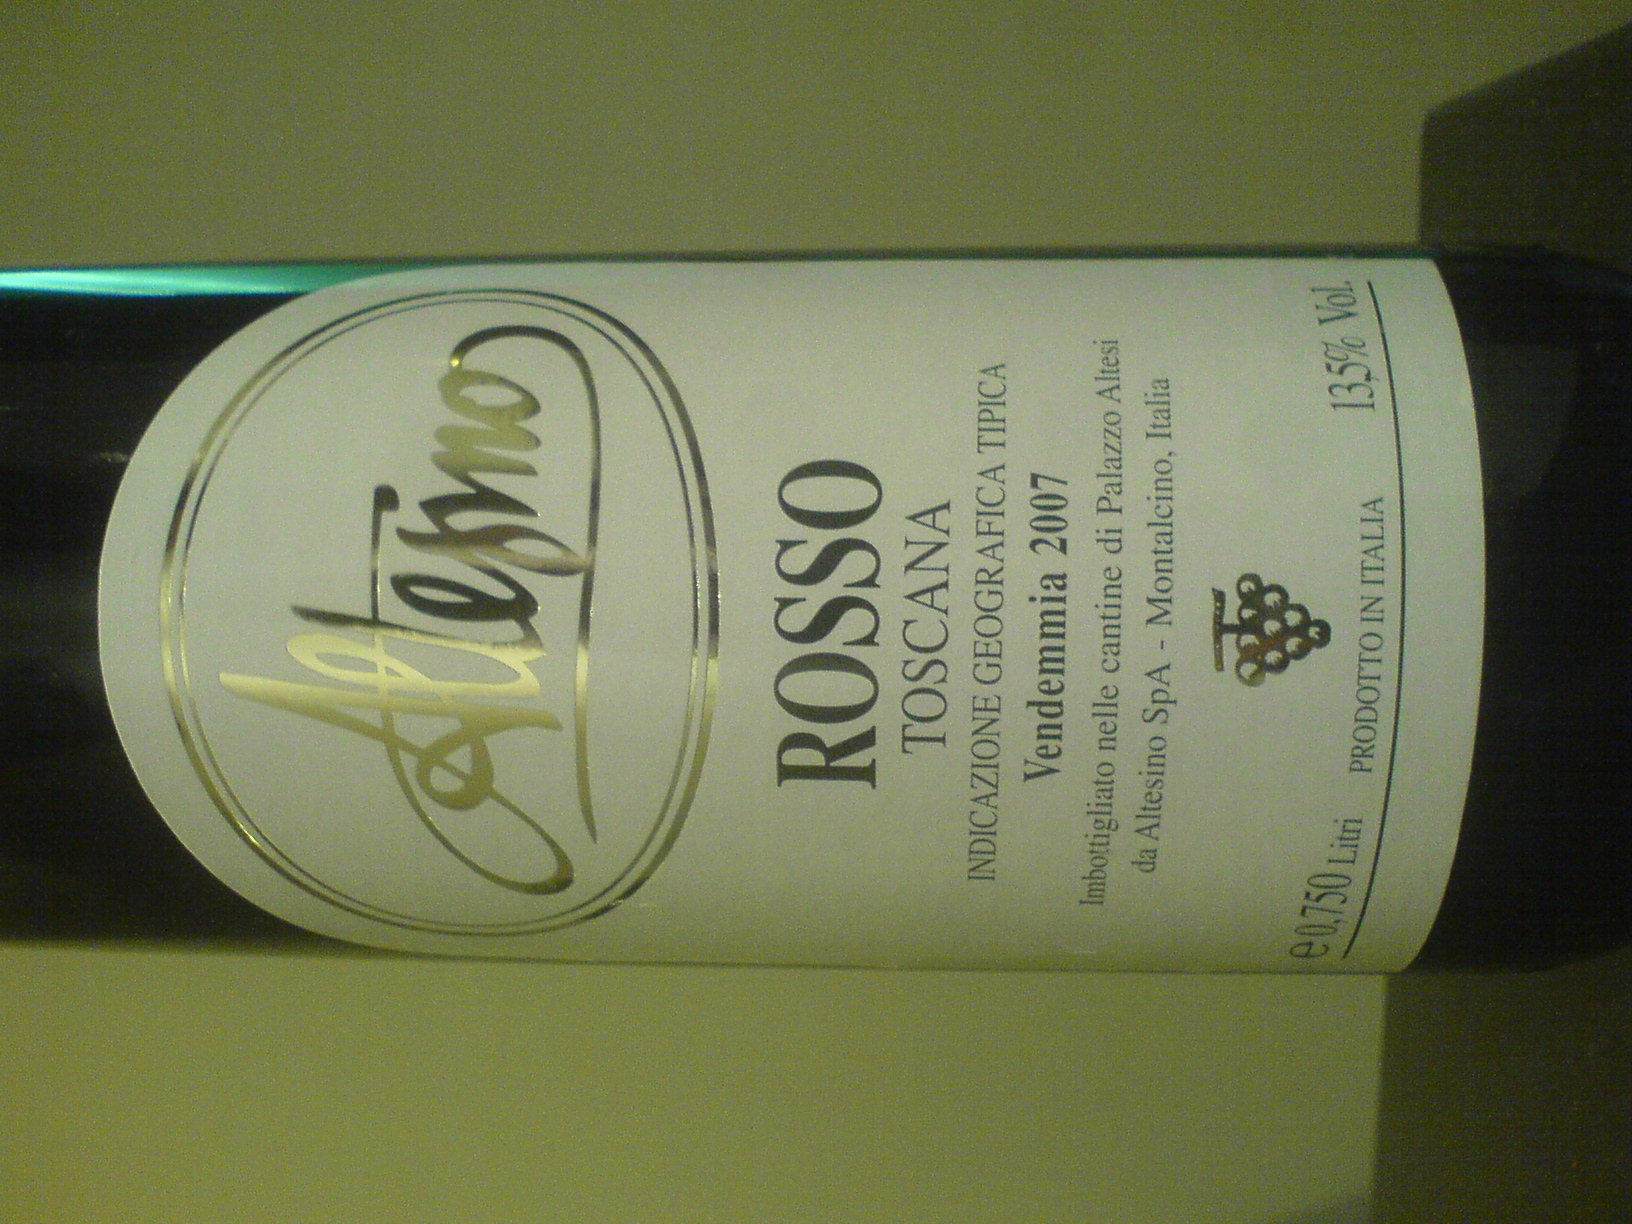 Altesino
ROSSO
TOSCANA
INDICAZIONE GEOGRAFICA TIPICA
Vendemmia 2007
Imbottigliato nelle cantine di Palazzo Altesi
da Altesino SpA - Montalcino, Italia
e 0,750 Litri PRODOTTO IN ITALIA 13,5% Vol.